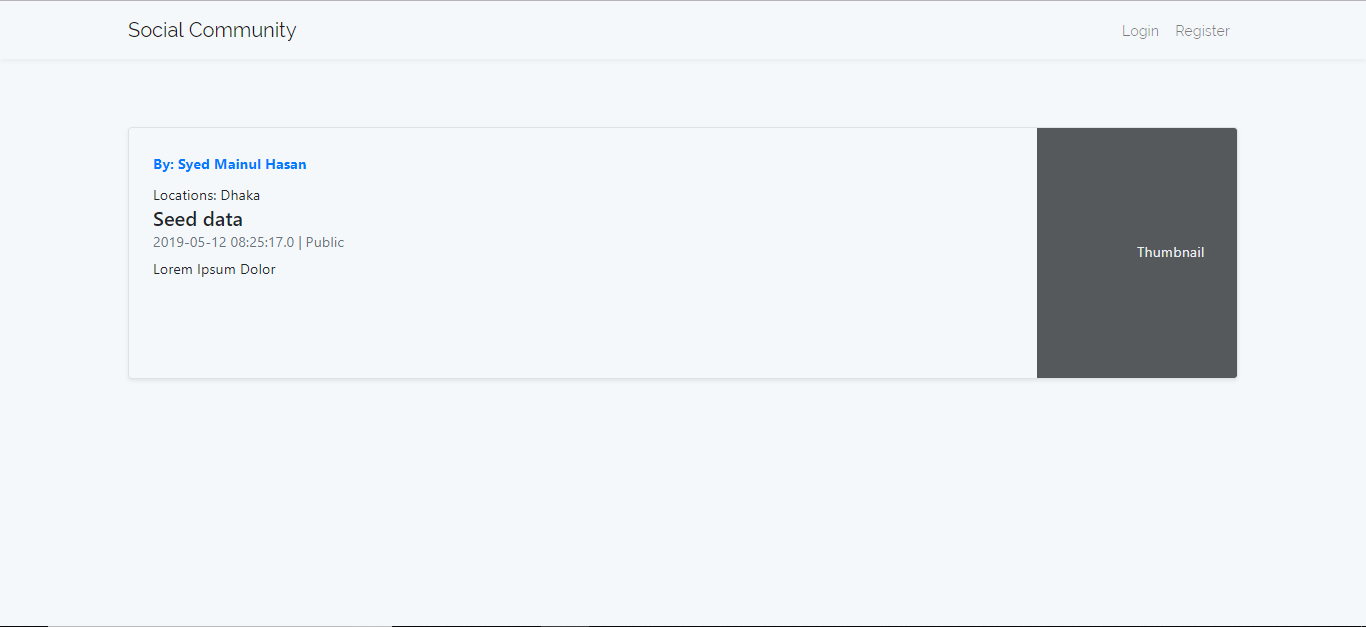 Social Community
Login Register
By: Syed Mainul Hasan
Locations: Dhaka
Seed data
2019-05-12 08:25:17.0 | Public
Lorem Ipsum Dolor
Thumbnail